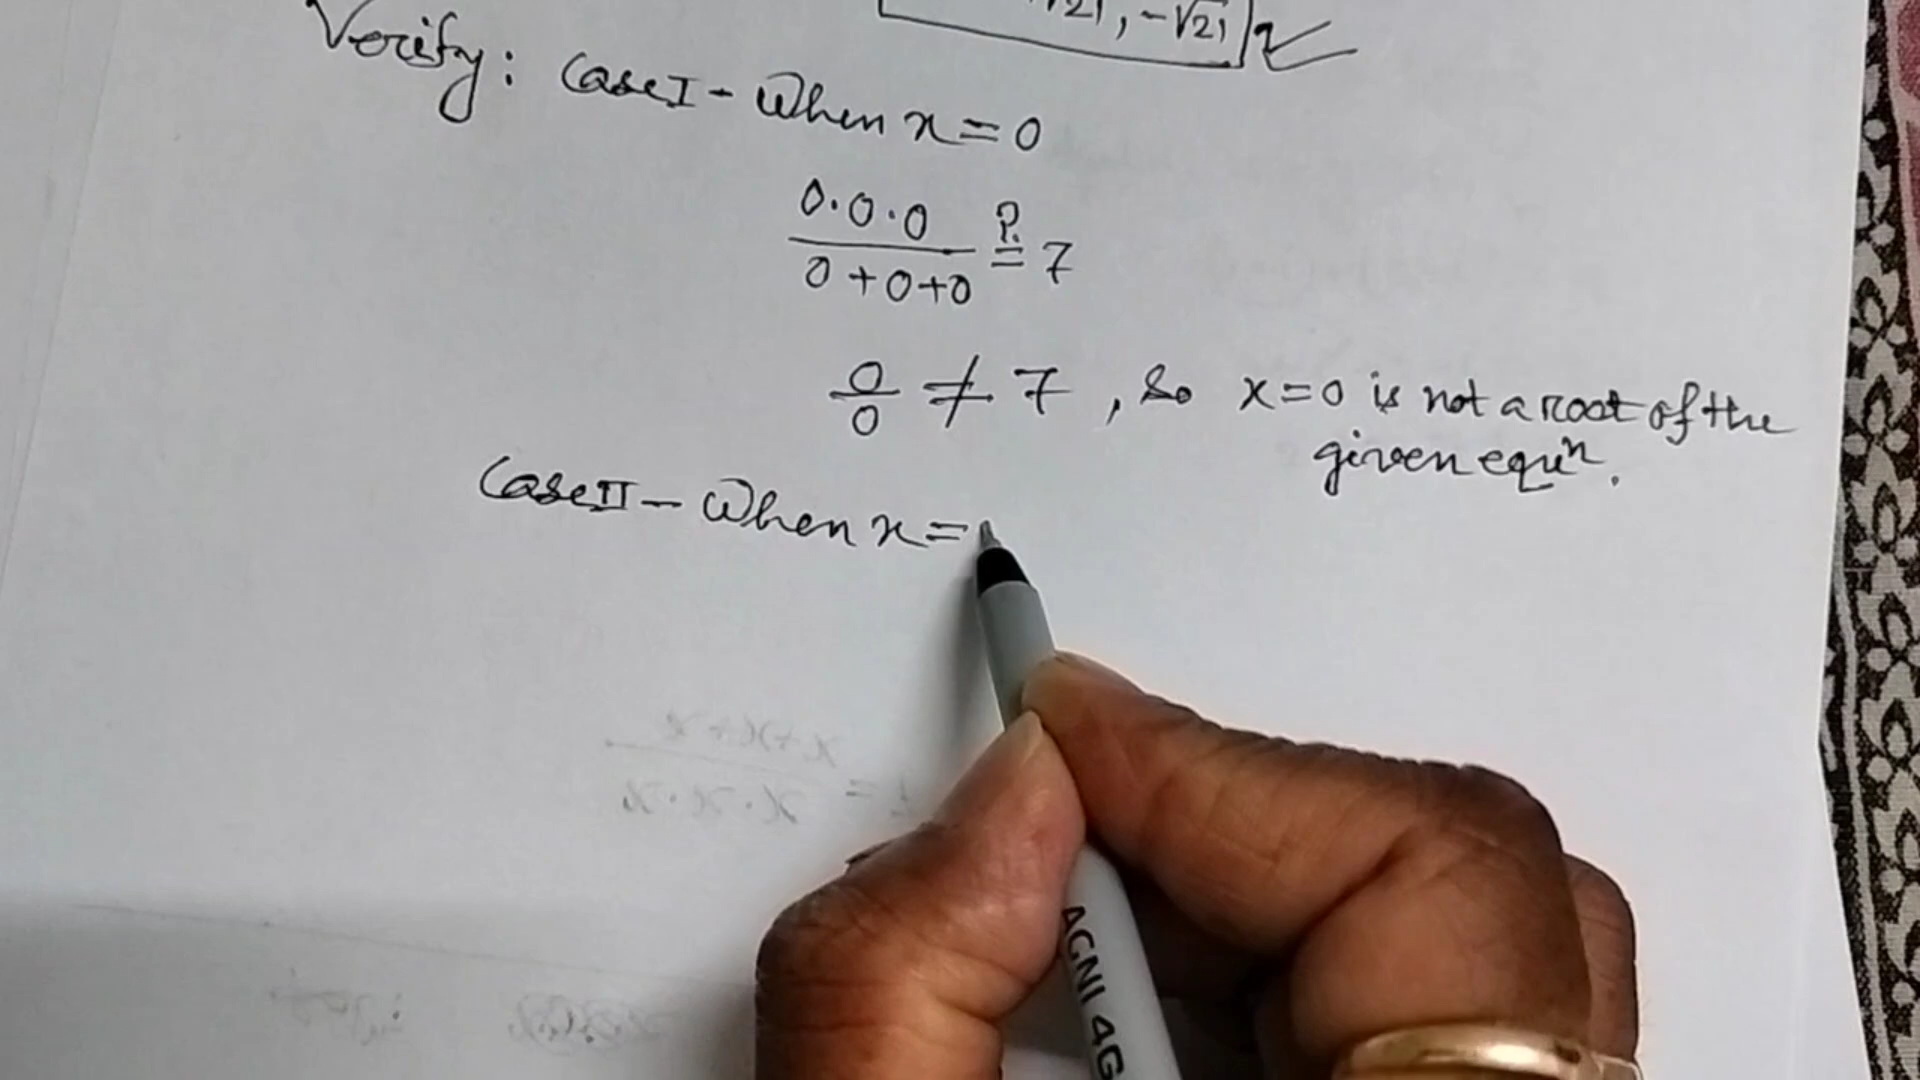 √21, -√21
Verify: Case I - When x = 0
0·0·0 / 0+0+0 ≟ 7
0/0 ≠ 7, So x=0 is not a root of the
given equⁿ.
Case II - When x =
x+x+x
x·x·x =
AGNI 4G